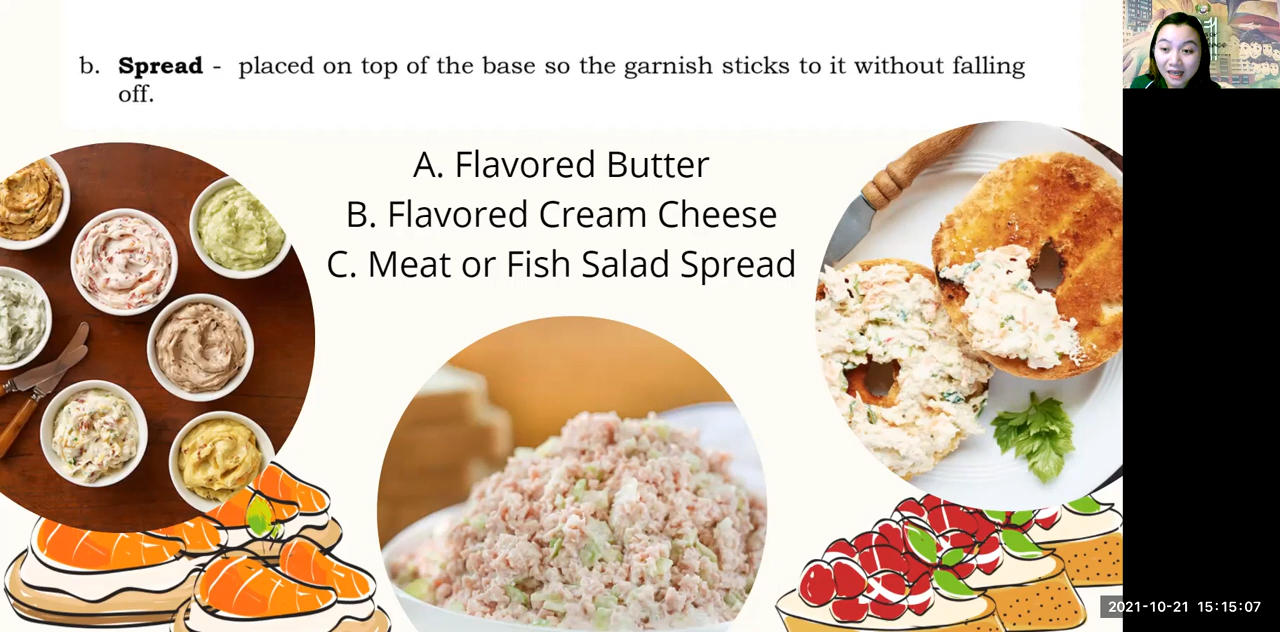 b. Spread - placed on top of the base so the garnish sticks to it without falling
off.
A. Flavored Butter
B. Flavored Cream Cheese
C. Meat or Fish Salad Spread
2021-10-21 15:15:07